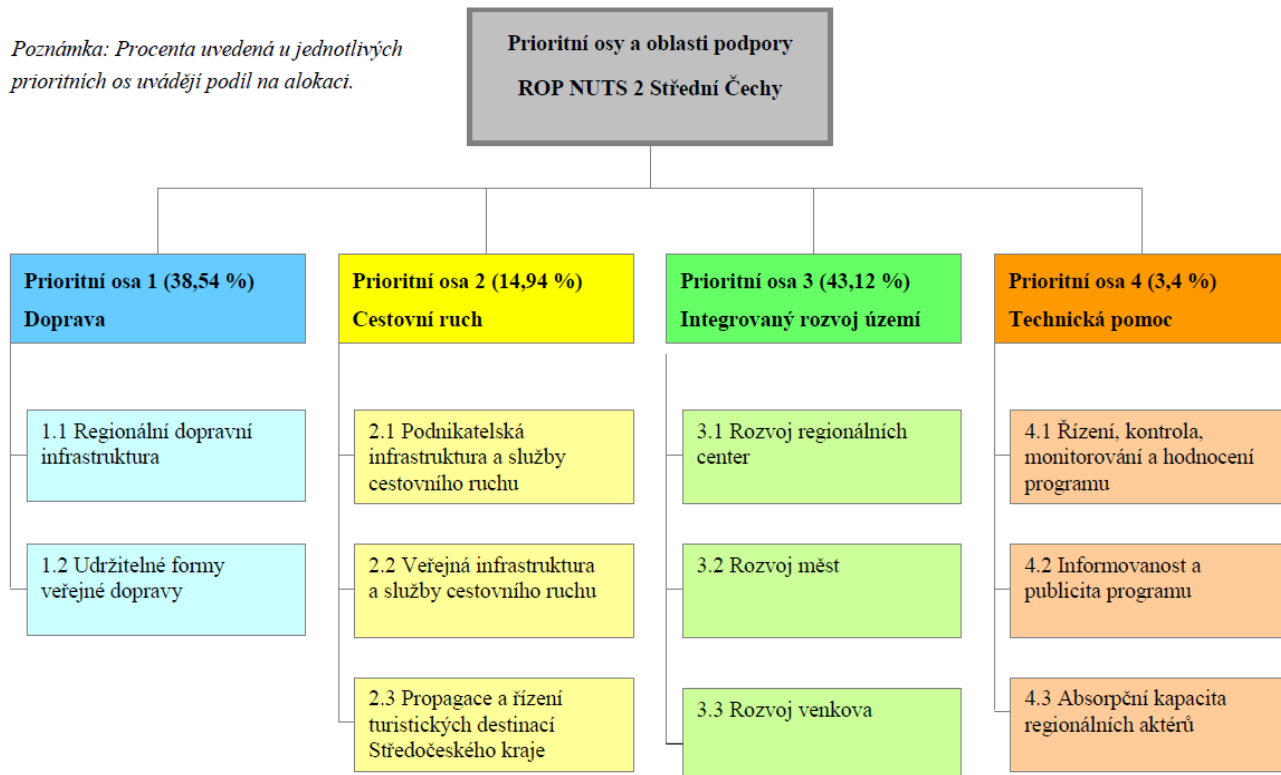 Poznámka: Procenta uvedená u jednotlivých
prioritních os uvádějí podíl na alokaci.
Prioritní osy a oblasti podpory
ROP NUTS 2 Střední Čechy
Prioritní osa 1 (38,54 %)
Doprava
1.1 Regionální dopravní
infrastruktura
1.2 Udržitelné formy
veřejné dopravy
Prioritní osa 2 (14,94 %)
Cestovní ruch
2.1 Podnikatelská
infrastruktura a služby
cestovního ruchu
2.2 Veřejná infrastruktura
a služby cestovního ruchu
2.3 Propagace a řízení
turistických destinací
Středočeského kraje
Prioritní osa 3 (43,12 %)
Integrovaný rozvoj území
3.1 Rozvoj regionálních
center
3.2 Rozvoj měst
3.3 Rozvoj venkova
Prioritní osa 4 (3,4 %)
Technická pomoc
4.1 Řízení, kontrola,
monitorování a hodnocení
programu
4.2 Informovanost a
publicita programu
4.3 Absorpční kapacita
regionálních aktérů